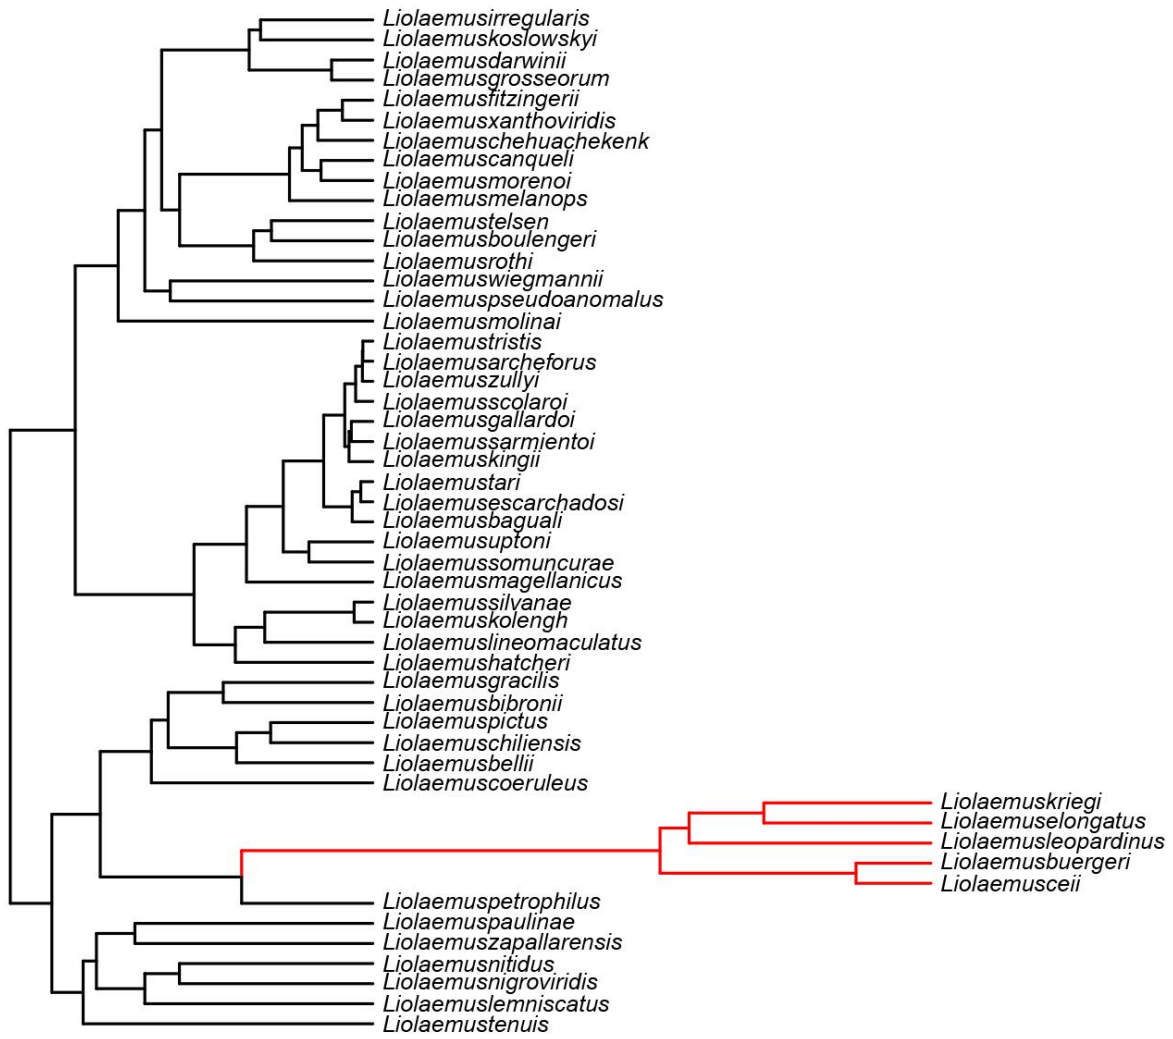 Liolaemusirregularis
Liolaemuskoslowskyi
Liolaemusdarwinii
Liolaemusgrosseorum
Liolaemusfitzingerii
Liolaemusxanthoviridis
Liolaemuschehuachekenk
Liolaemuscanqueli
Liolaemusmorenoi
Liolaemusmelanops
Liolaemustelsen
Liolaemusboulengeri
Liolaemusrothi
Liolaemuswiegmannii
Liolaemuspseudoanomalus
Liolaemusmolinai
Liolaemustristis
Liolaemusarcheforus
Liolaemuszullyi
Liolaemusscolaroi
Liolaemusgallardoi
Liolaemussarmientoi
Liolaemuskingii
Liolaemustari
Liolaemusescarchadosi
Liolaemusbaguali
Liolaemusuptoni
Liolaemussomuncurae
Liolaemusmagellanicus
Liolaemussilvanae
Liolaemuskolengh
Liolaemuslineomaculatus
Liolaemushatcheri
Liolaemusgracilis
Liolaemusbibronii
Liolaemuspictus
Liolaemuschiliensis
Liolaemusbellii
Liolaemuscoeruleus
Liolaemuskriegi
Liolaemuselongatus
Liolaemusleopardinus
Liolaemusbuergeri
Liolaemusceii
Liolaemuspetrophilus
Liolaemuspaulinae
Liolaemuszapallarensis
Liolaemusnitidus
Liolaemusnigroviridis
Liolaemuslemniscatus
Liolaemustenuis